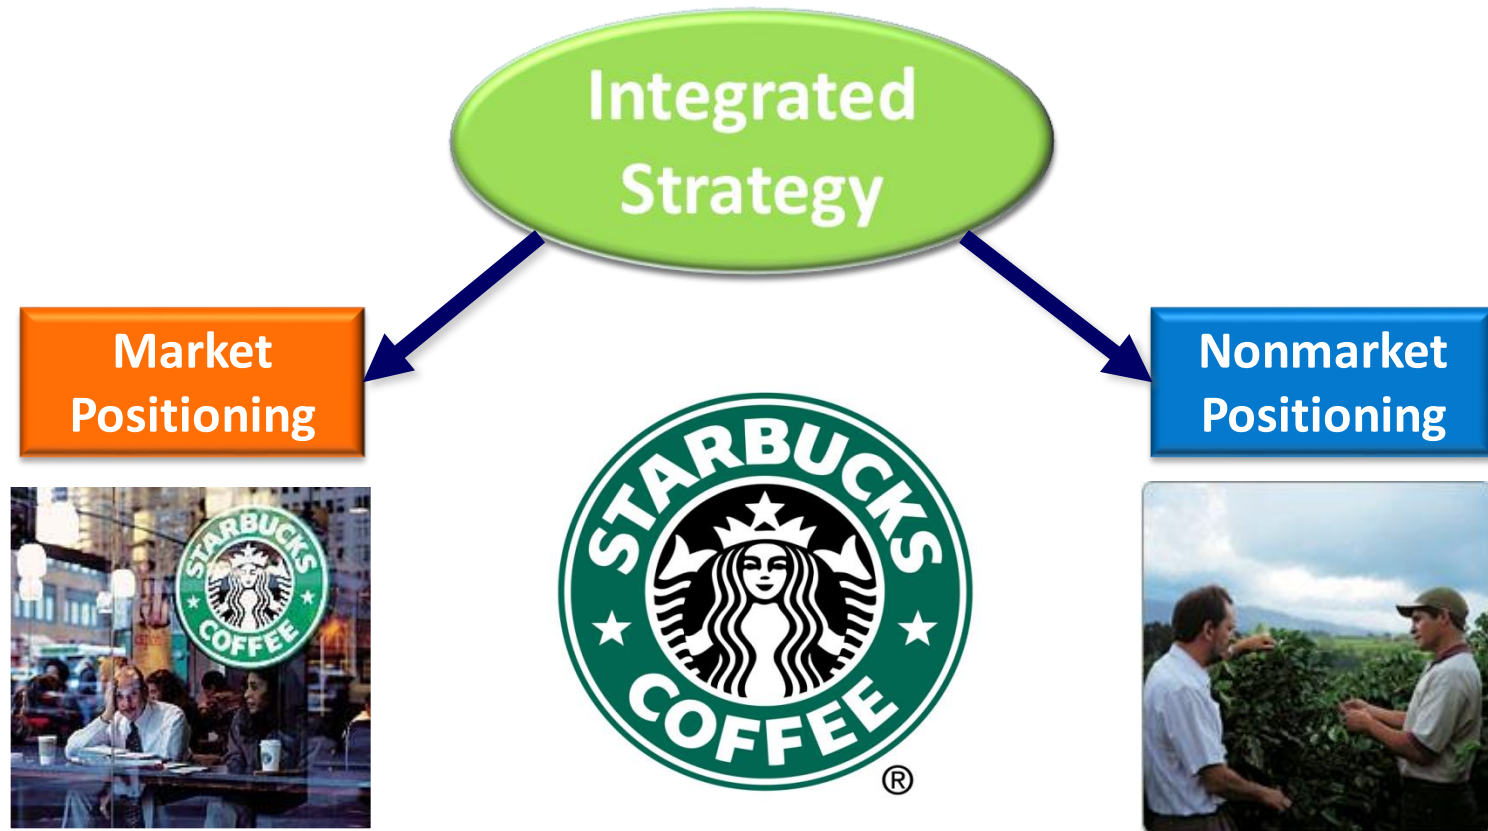 Integrated
Strategy
Market
Positioning
Nonmarket
Positioning
STARBUCKS
COFFEE
®
STARBUCKS
COFFEE